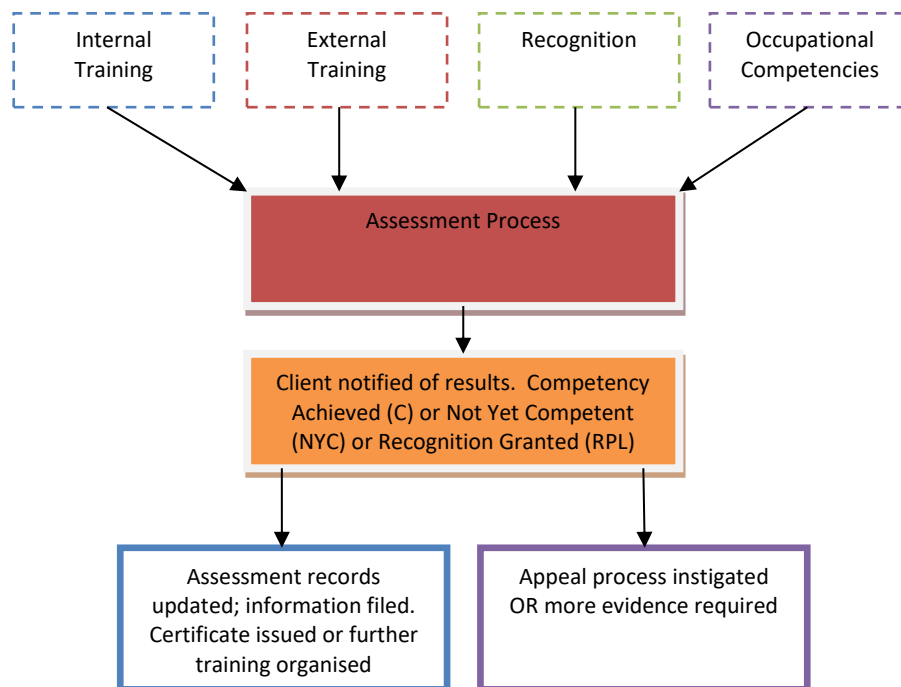 Internal
Training
External
Training
Recognition
Occupational
Competencies
Assessment Process
Client notified of results.  Competency
Achieved (C) or Not Yet Competent
(NYC) or Recognition Granted (RPL)
Assessment records
updated; information filed.
Certificate issued or further
training organised
Appeal process instigated
OR more evidence required